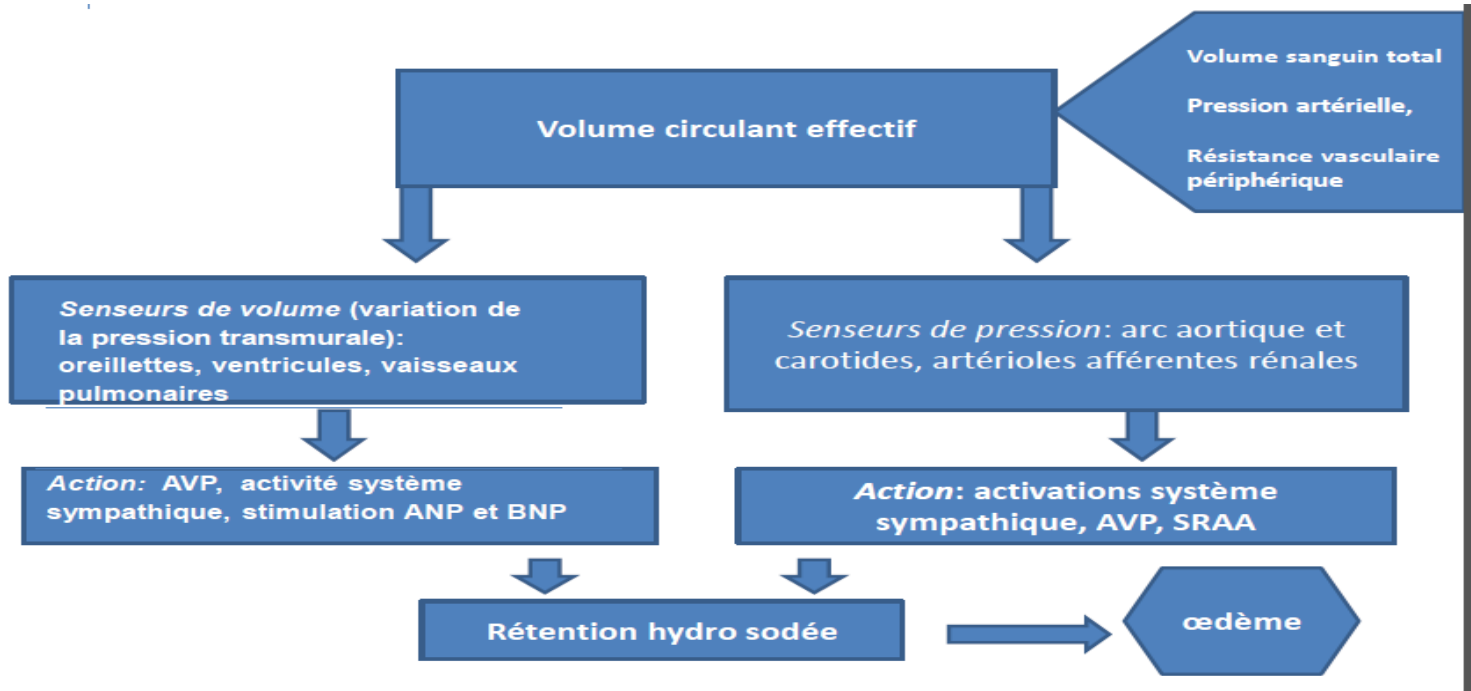 Volume sanguin total
Pression artérielle,
Résistance vasculaire
périphérique
Volume circulant effectif
Senseurs de volume (variation de
la pression transmurale):
oreillettes, ventricules, vaisseaux
pulmonaires
Senseurs de pression: arc aortique et
carotides, artérioles afférentes rénales
Action: AVP, activité système
sympathique, stimulation ANP et BNP
Action: activations système
sympathique, AVP, SRAA
Rétention hydro sodée
œdème